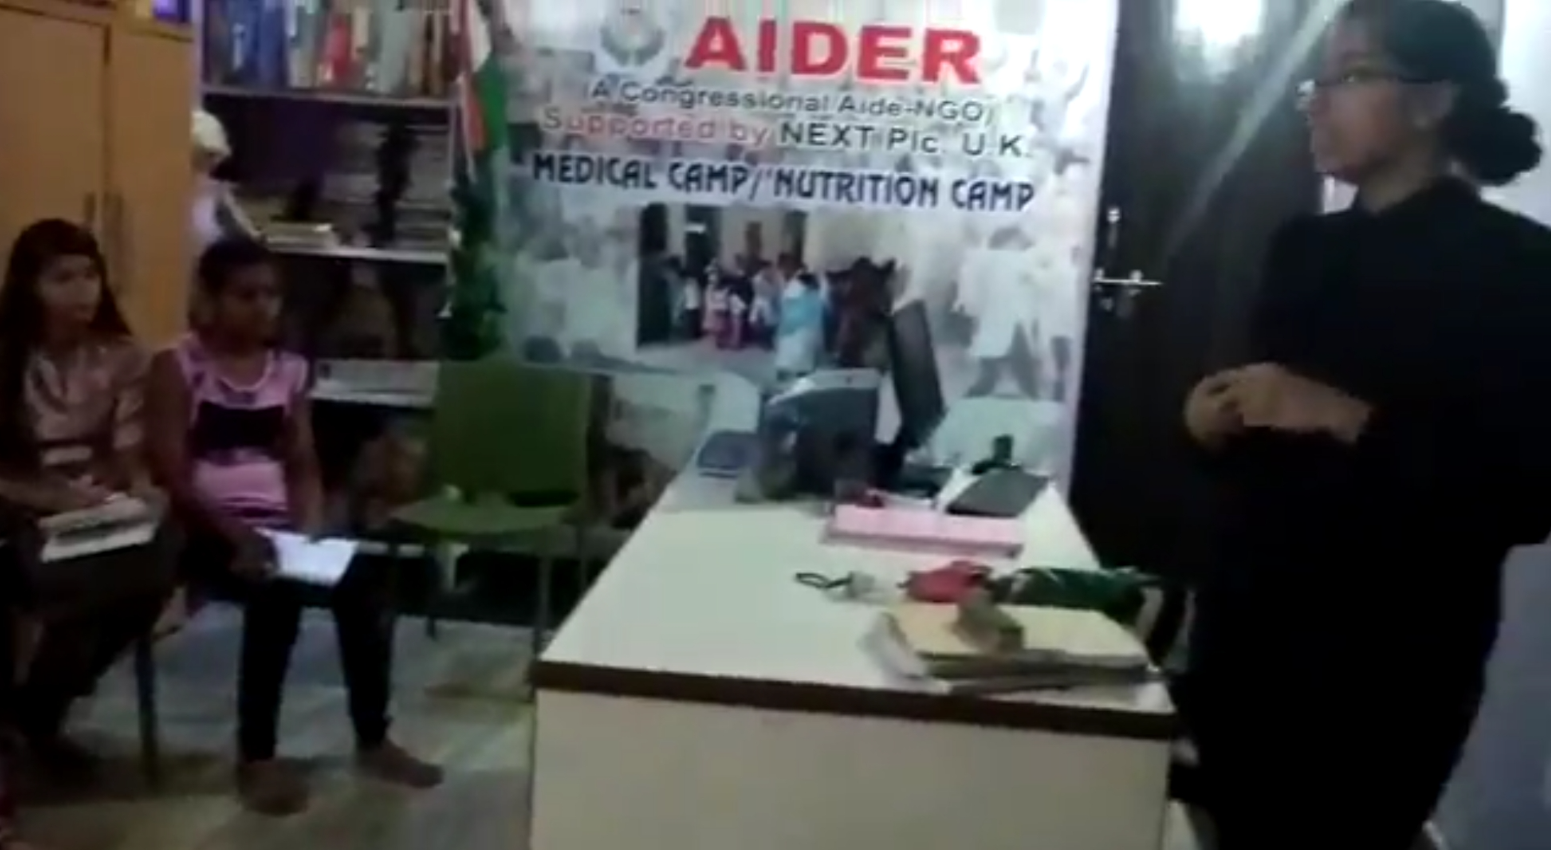 AIDER
(A Congressional Aide-NGO)
Supported by NEXT Plc. U.K.
MEDICAL CAMP/ NUTRITION CAMP